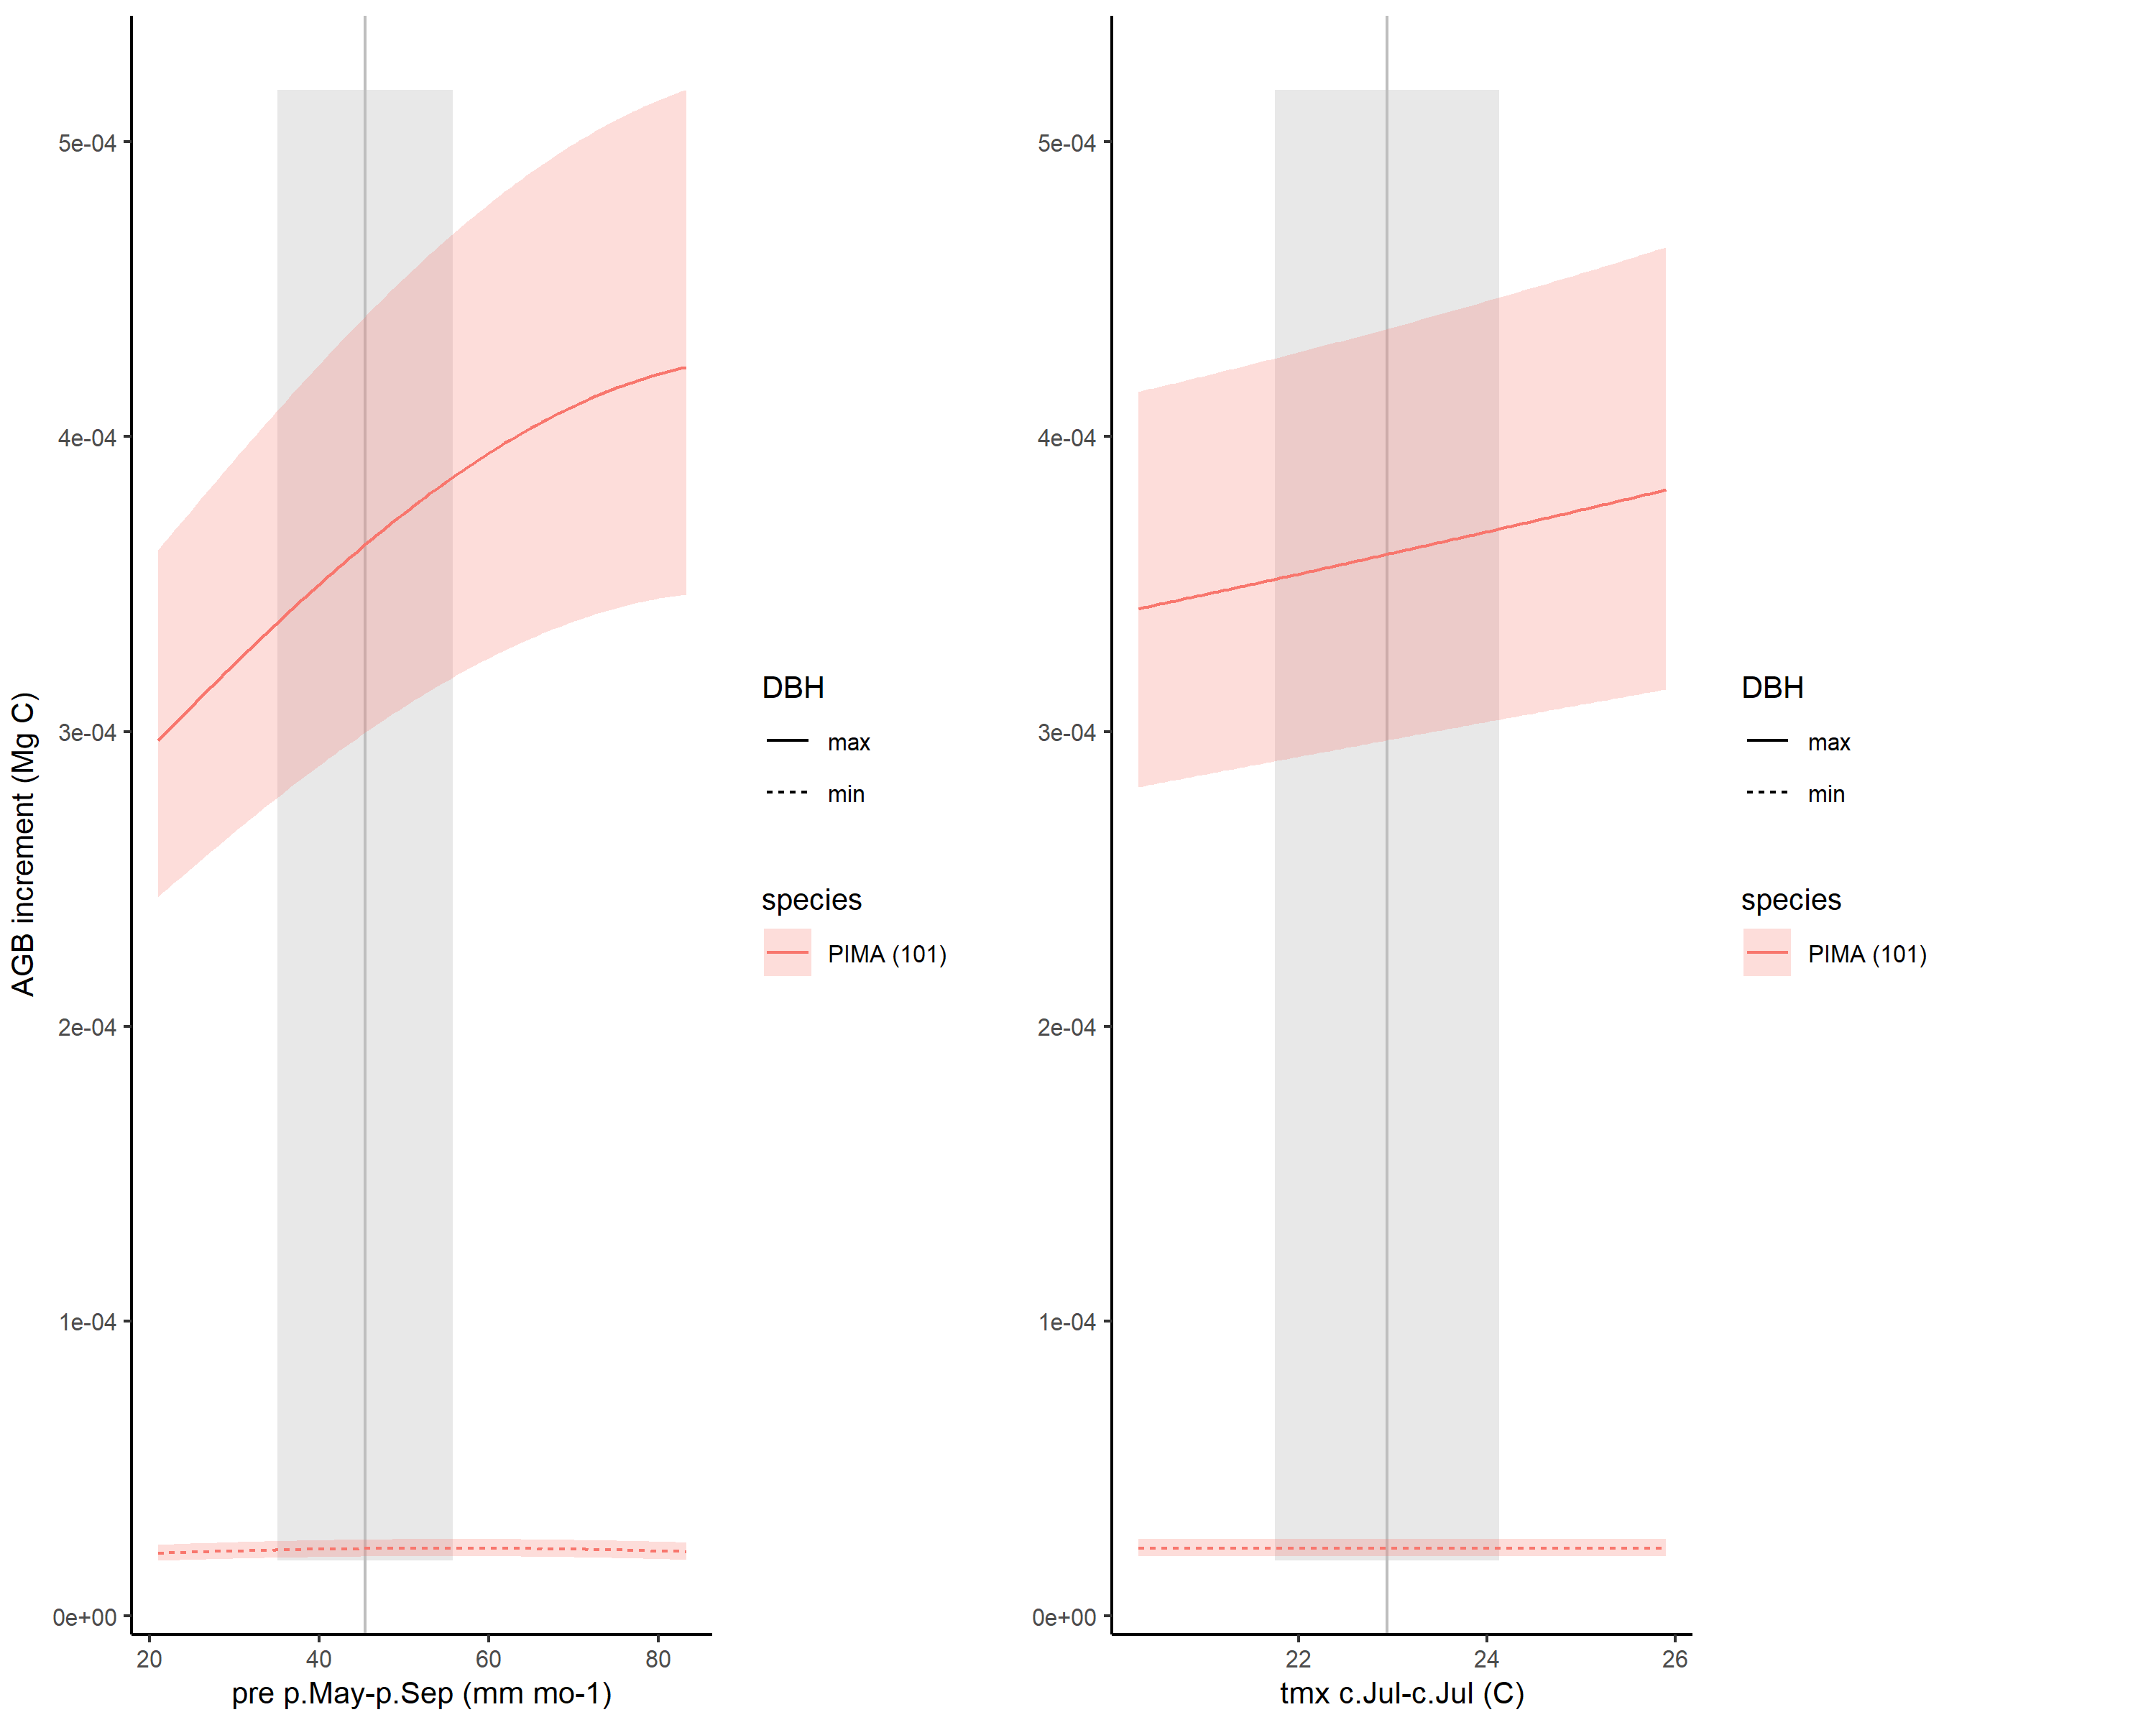 AGB increment (Mg C)
5e-04
4e-04
3e-04
2e-04
1e-04
0e+00
20 40 60 80
pre p.May-p.Sep (mm mo-1)
DBH
max
min
species
PIMA (101)
5e-04
4e-04
3e-04
2e-04
1e-04
0e+00
22 24 26
tmx c.Jul-c.Jul (C)
DBH
max
min
species
PIMA (101)